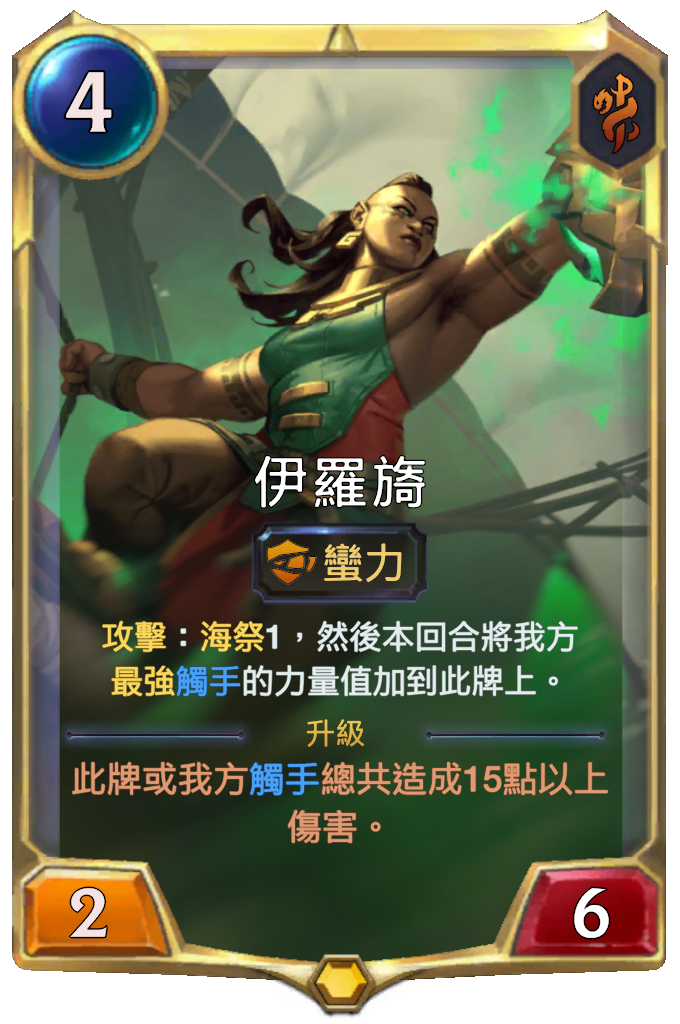 4
伊羅旖
蠻力
攻擊：海祭1，然後本回合將我方
最強觸手的力量值加到此牌上。
升級
此牌或我方觸手總共造成15點以上
傷害。
2
6